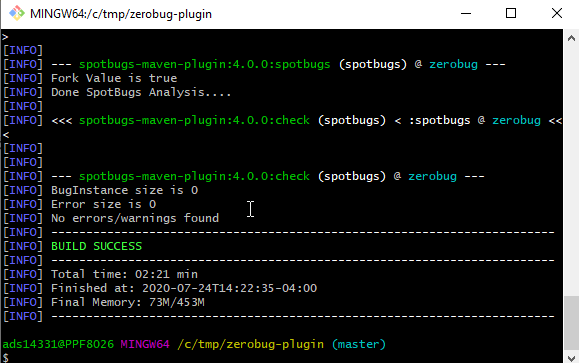 MINGW64:/c/tmp/zerobug-plugin
>
[INFO]
[INFO] --- spotbugs-maven-plugin:4.0.0:spotbugs (spotbugs) @ zerobug ---
[INFO] Fork Value is true
[INFO] Done SpotBugs Analysis....
[INFO]
[INFO] <<< spotbugs-maven-plugin:4.0.0:check (spotbugs) < :spotbugs @ zerobug <<
<
[INFO]
[INFO]
[INFO] --- spotbugs-maven-plugin:4.0.0:check (spotbugs) @ zerobug ---
[INFO] BugInstance size is 0
[INFO] Error size is 0
[INFO] No errors/warnings found
[INFO] ------------------------------------------------------------------------
[INFO] BUILD SUCCESS
[INFO] ------------------------------------------------------------------------
[INFO] Total time: 02:21 min
[INFO] Finished at: 2020-07-24T14:22:35-04:00
[INFO] Final Memory: 73M/453M
[INFO] ------------------------------------------------------------------------
ads14331@PPF8026 MINGW64 /c/tmp/zerobug-plugin (master)
$